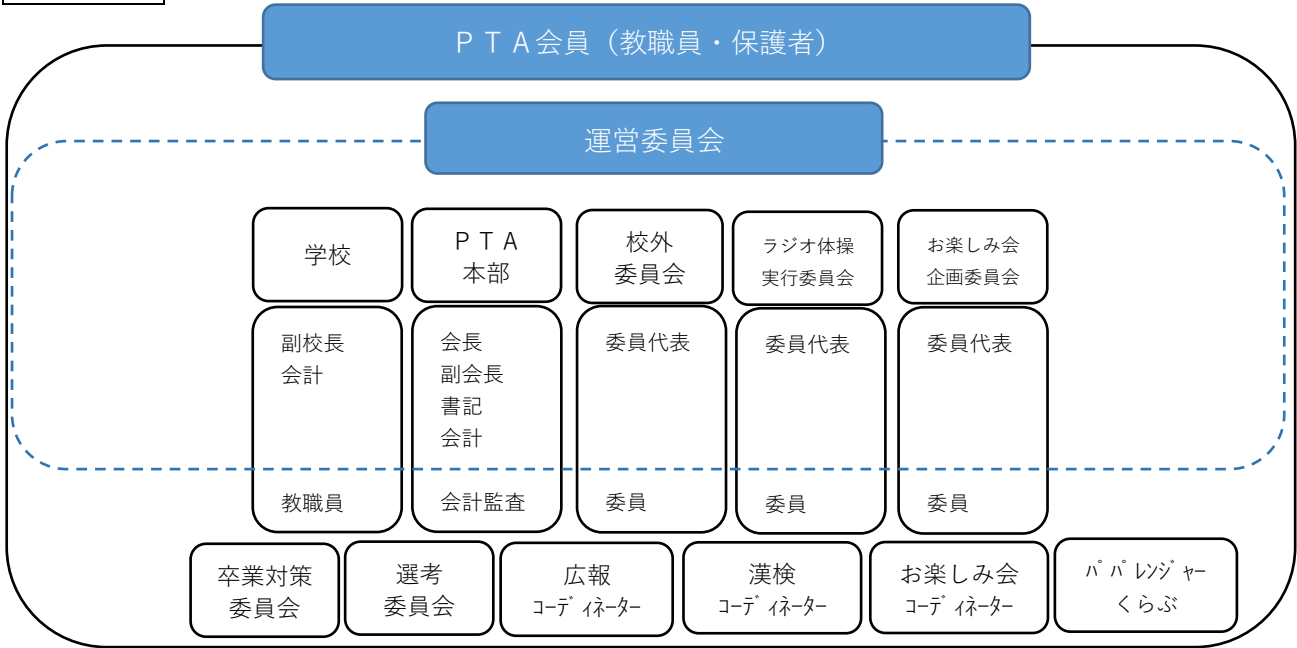 ＰＴＡ会員（教職員・保護者）
運営委員会
学校
ＰＴＡ
本部
校外
委員会
ラジオ体操
実行委員会
お楽しみ会
企画委員会
副校長
会計
教職員
会長
副会長
書記
会計
会計監査
委員代表
委員
委員代表
委員
委員代表
委員
卒業対策
委員会
選考
委員会
広報
ｺｰﾃﾞｨﾈｰﾀｰ
漢検
ｺｰﾃﾞｨﾈｰﾀｰ
お楽しみ会
ｺｰﾃﾞｨﾈｰﾀｰ
ﾊﾟﾊﾟﾚﾝｼﾞｬｰ
くらぶ